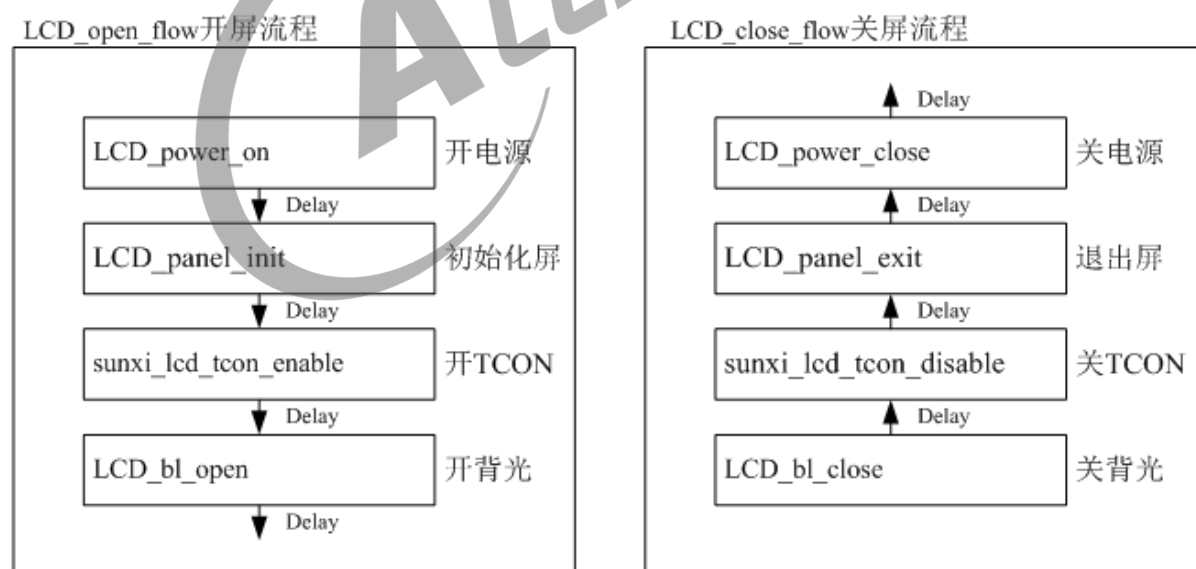 LCD_open_flow开屏流程
LCD_power_on 开电源
Delay
LCD_panel_init 初始化屏
Delay
sunxi_lcd_tcon_enable 开TCON
Delay
LCD_bl_open 开背光
Delay
LCD_close_flow关屏流程
Delay
LCD_power_close 关电源
Delay
LCD_panel_exit 退出屏
Delay
sunxi_lcd_tcon_disable 关TCON
Delay
LCD_bl_close 关背光